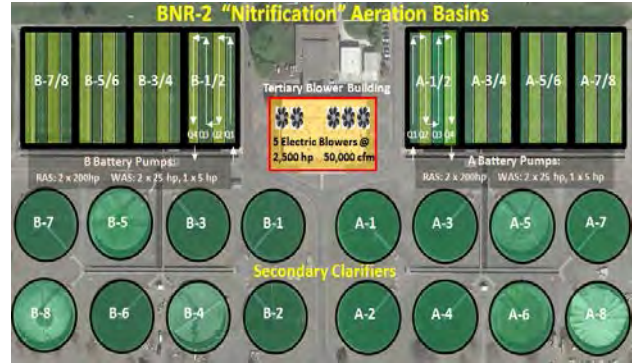 BNR-2 “Nitrification” Aeration Basins
B-7/8 B-5/6 B-3/4 B-1/2
A-1/2 A-3/4 A-5/6 A-7/8
Tertiary Blower Building
Q4 Q3 Q2 Q1
Q1 Q2 Q3 Q4
5 Electric Blowers @
2,500 hp 50,000 cfm
B Battery Pumps:
RAS: 2 x 200hp WAS: 2 x 25 hp, 1 x 5 hp
A Battery Pumps:
RAS: 2 x 200hp WAS: 2 x 25 hp, 1 x 5 hp
B-7 B-5 B-3 B-1 A-1 A-3 A-5 A-7
Secondary Clarifiers
B-8 B-6 B-4 B-2 A-2 A-4 A-6 A-8